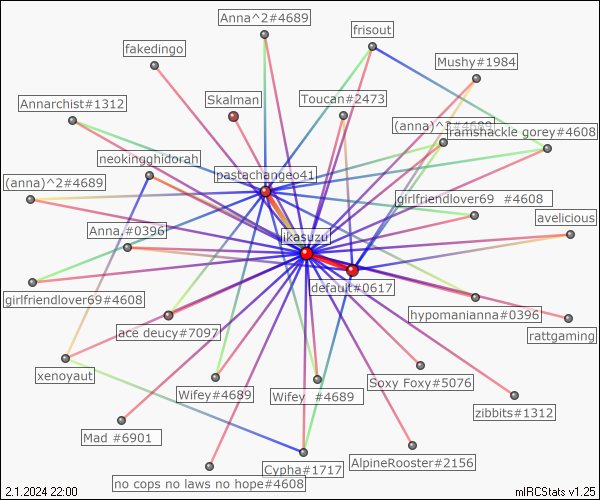 Anna^2#4689
frisout
fakedingo
Mushy#1984
Skalman
Toucan#2473
Annarchist#1312
(anna)^2#4689
ramshackle gorey#4608
neokingghidorah
pastachangeo41
(anna)^2#4689
girlfriendlover69 #4608
avelicious
Anna.#0396
ikasuzu
default#0617
girlfriendlover69#4608
hypomanianna#0396
ace deucy#7097
rattgaming
xenoyaut
Wifey#4689
Wifey #4689
Soxy Foxy#5076
zibbits#1312
Mad #6901
no cops no laws no hope#4608
Cypha#1717
AlpineRooster#2156
2.1.2024 22:00
mIRCStats v1.25